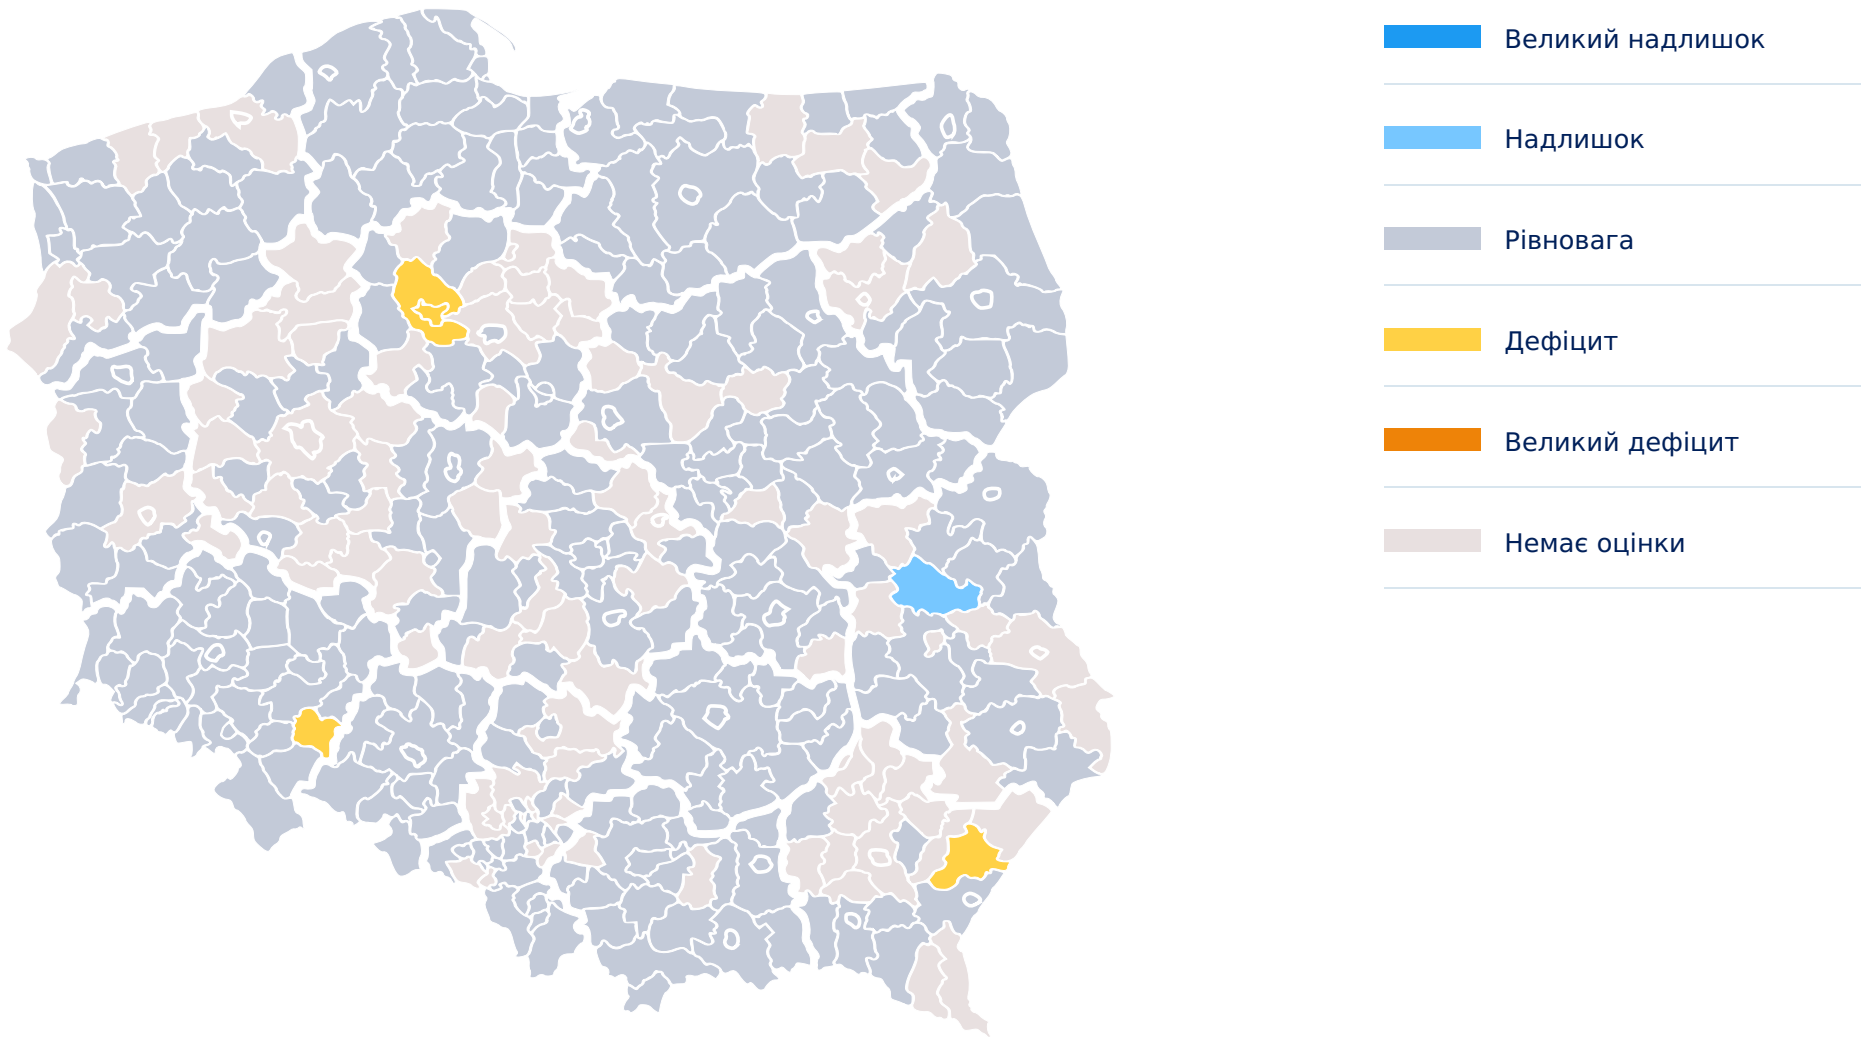 Великий надлишок
Надлишок
Рівновага
Дефіцит
Великий дефіцит
Немає оцінки